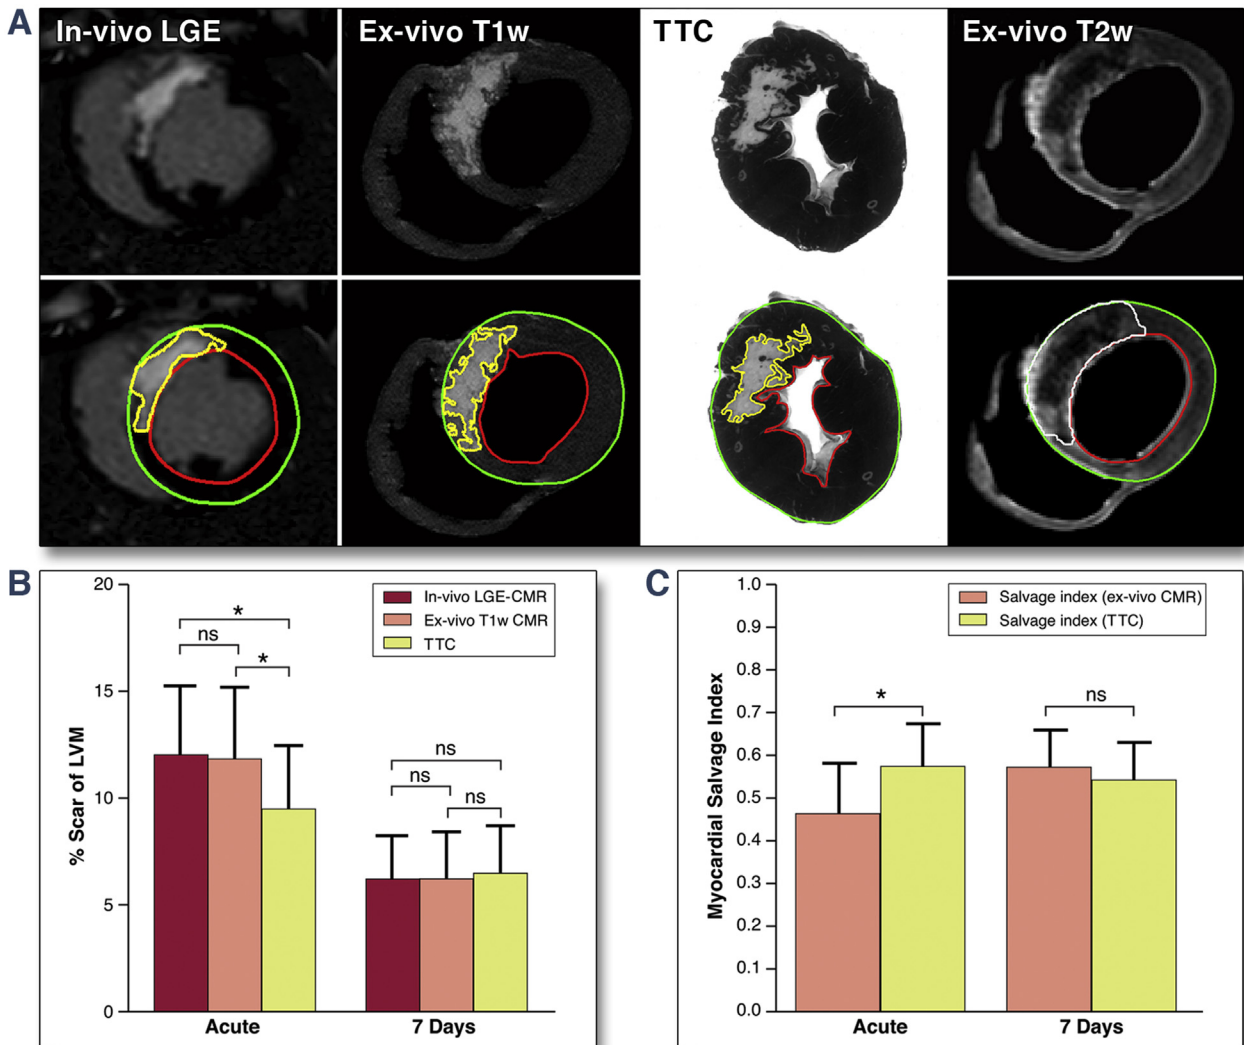 A
In-vivo LGE
Ex-vivo T1w
TTC
Ex-vivo T2w
B
20
15
10
5
0
% Scar of LVM
In-vivo LGE-CMR
Ex-vivo T1w CMR
TTC
*
ns
*
ns
ns
ns
Acute
7 Days
C
1.0
0.9
0.8
0.7
0.6
0.5
0.4
0.3
0.2
0.1
0.0
Myocardial Salvage Index
Salvage index (ex-vivo CMR)
Salvage index (TTC)
*
ns
Acute
7 Days